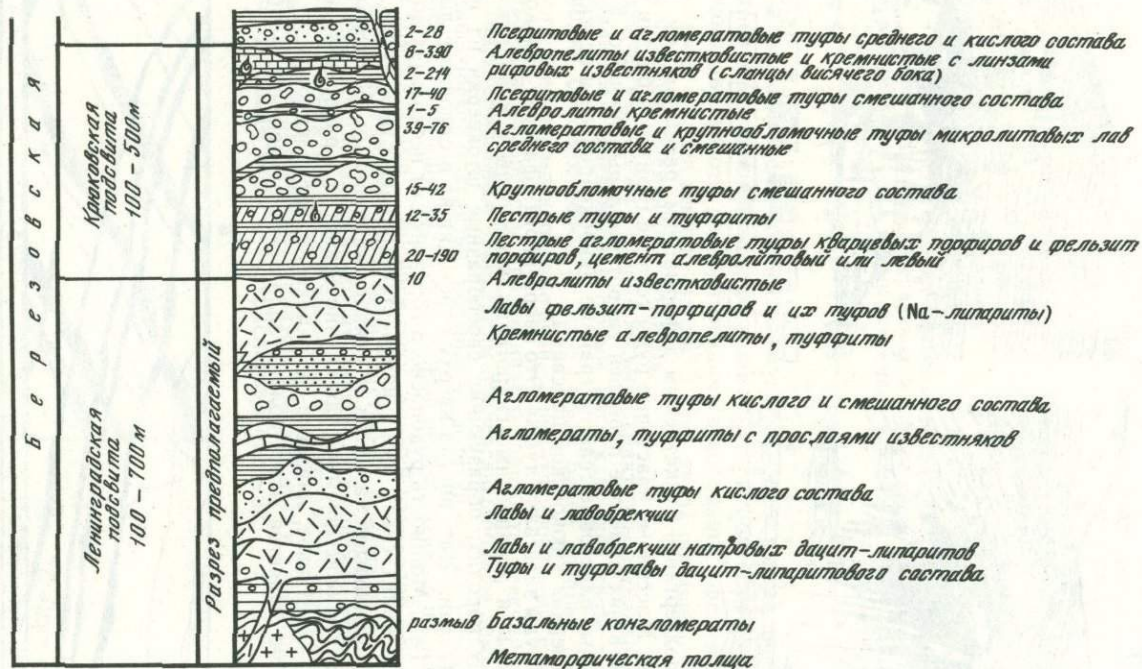 Березовская
Крюковская
подсвита
100-500м
Ленинградская
подсвита
100-700м
Разрез предполагаемый
2-28 Псефитовые и агломератовые туфы среднего и кислого состава
6-390 Алевропелиты известковистые и кремнистые с линзами
2-214 рифовых известняков (сланцы висячего бока)
17-40 Псефитовые и агломератовые туфы смешанного состава
1-5 Алевролиты кремнистые
39-76 Агломератовые и крупнообломочные туфы микролитовых лав
среднего состава и смешанные
15-42 Крупнообломочные туфы смешанного состава
12-35 Пестрые туфы и туффиты
Пестрые агломератовые туфы кварцевых порфиров и фельзит
20-190 порфиров, цемент алевролитовый или левый
10 Алевралиты известковистые
Лавы фельзит-порфиров и их туфов (Na-липариты)
Кремнистые алевропелиты, туффиты
Агломератовые туфы кислого и смешанного состава
Агломераты, туффиты с прослоями известняков
Агломератовые туфы кислого состава
Лавы и лавобрекчии
Лавы и лавобрекчии натровых дацит-липаритов
Туфы и туфолавы дацит-липаритового состава
размыв Базальные конгломераты
Метаморфическая толща